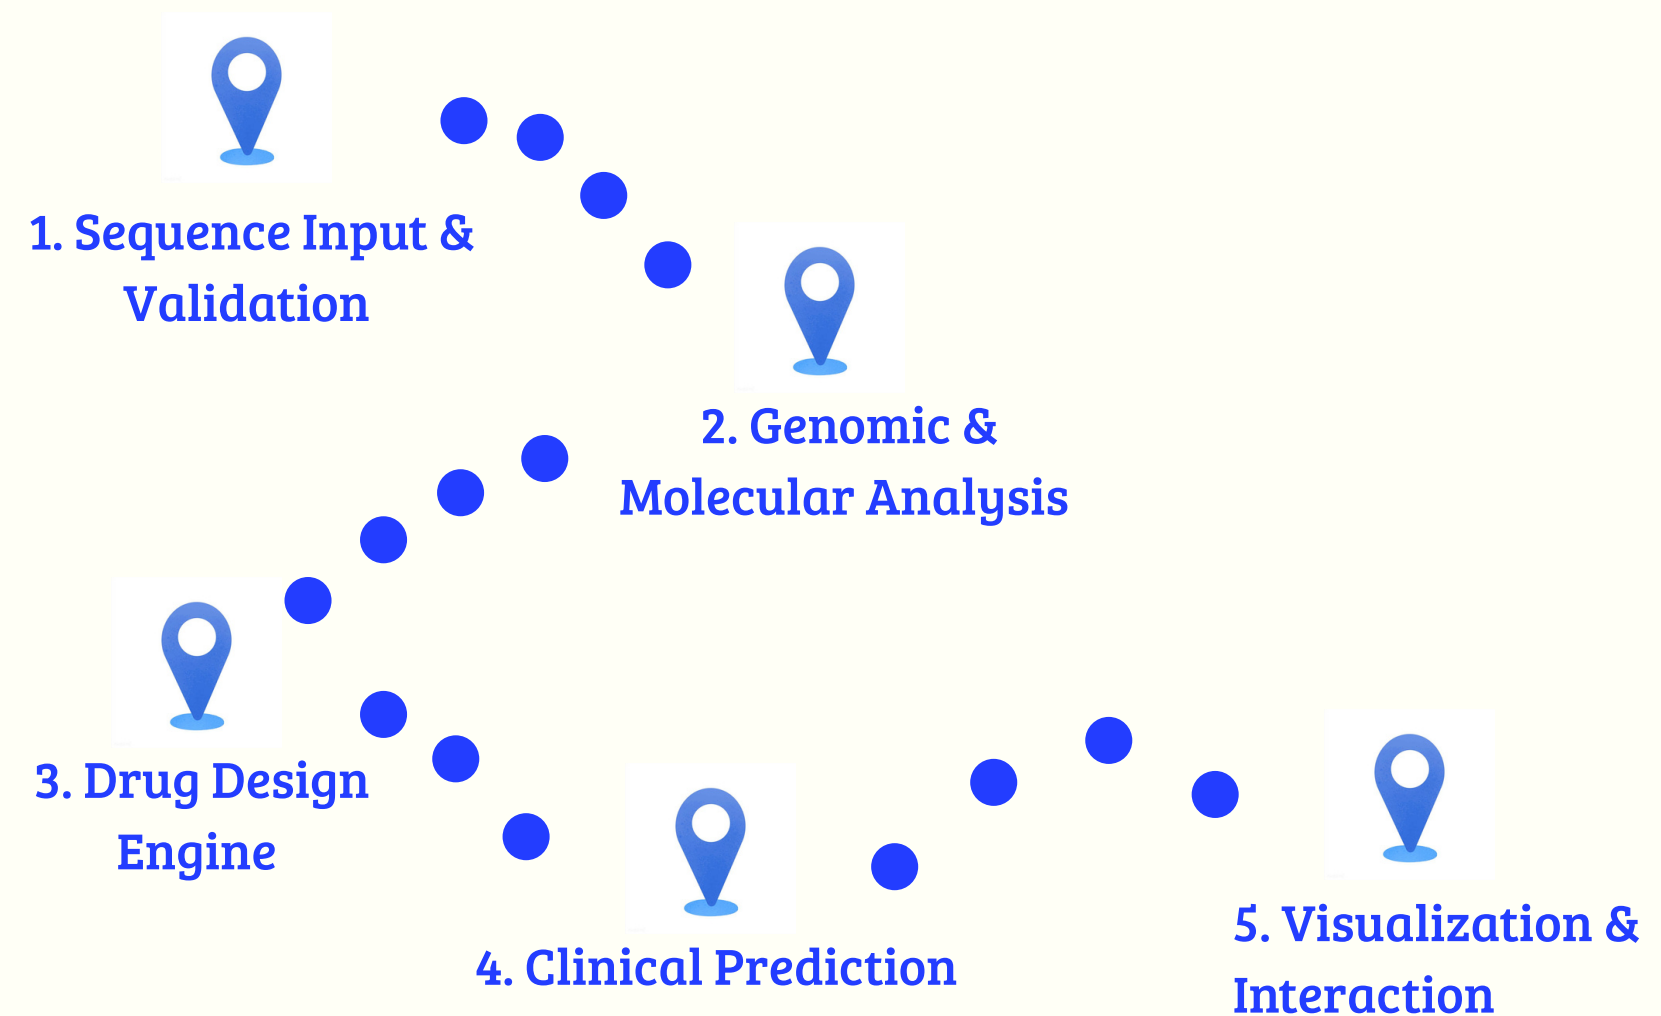 1. Sequence Input &
Validation
2. Genomic &
Molecular Analysis
3. Drug Design
Engine
4. Clinical Prediction
5. Visualization &
Interaction